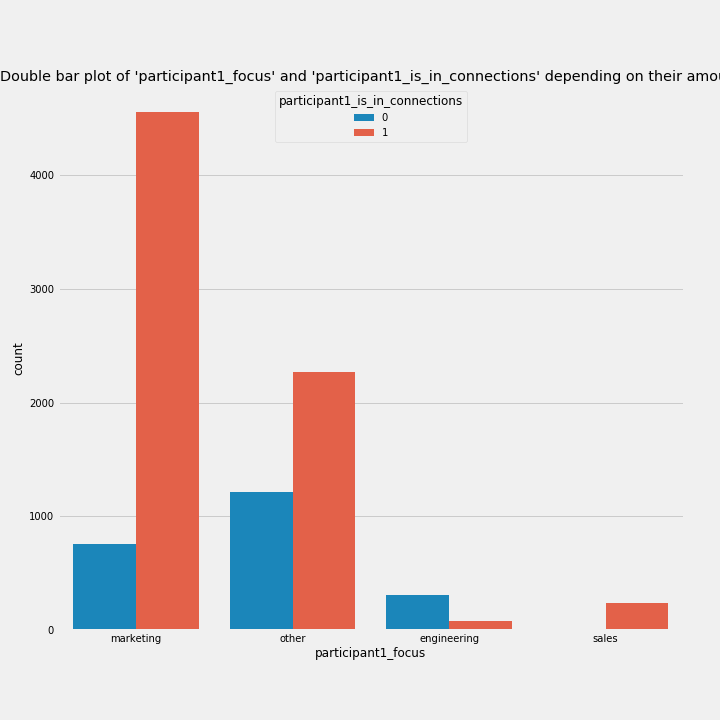 Double bar plot of 'participant1_focus' and 'participant1_is_in_connections' depending on their
participant1_is_in_connections
0
1
4000
3000
2000
1000
0
count
marketing other engineering sales
participant1_focus